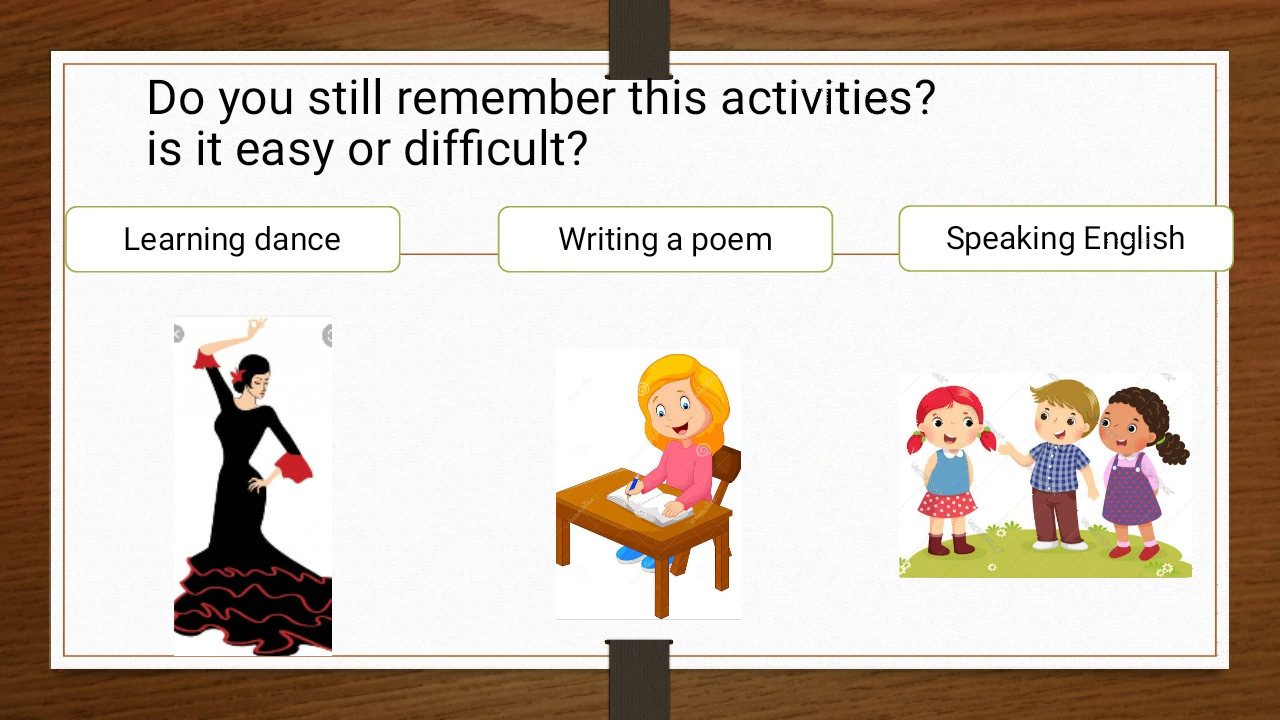 Do you still remember this activities?
is it easy or difficult?
Learning dance
Writing a poem
Speaking English